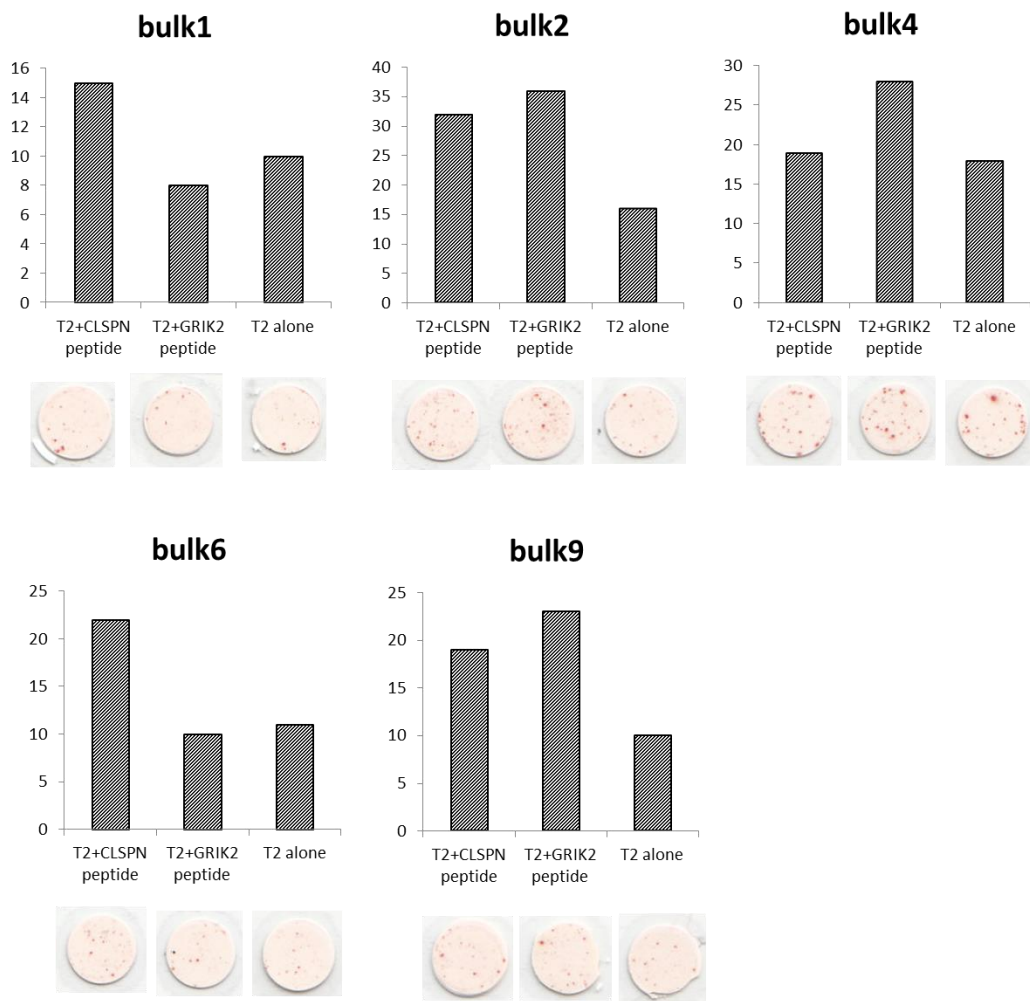 bulk1
16
14
12
10
8
6
4
2
0
T2+CLSPN peptide
T2+GRIK2 peptide
T2 alone
bulk2
40
35
30
25
20
15
10
5
0
T2+CLSPN peptide
T2+GRIK2 peptide
T2 alone
bulk4
30
25
20
15
10
5
0
T2+CLSPN peptide
T2+GRIK2 peptide
T2 alone
bulk6
25
20
15
10
5
0
T2+CLSPN peptide
T2+GRIK2 peptide
T2 alone
bulk9
25
20
15
10
5
0
T2+CLSPN peptide
T2+GRIK2 peptide
T2 alone